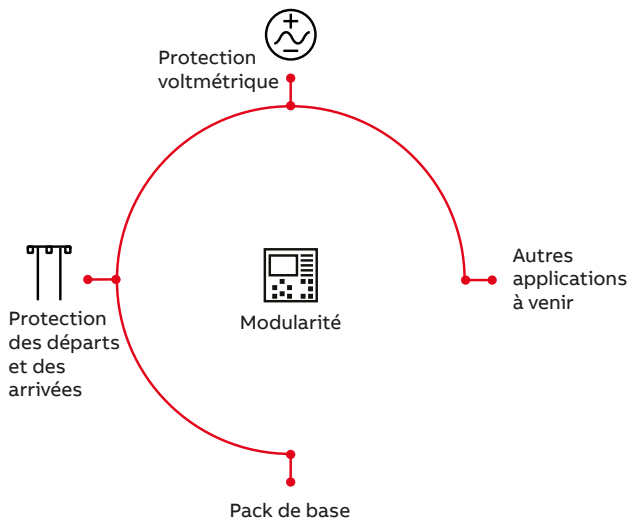 Protection
voltmétrique
Autres
applications
à venir
Modularité
Protection
des départs
et des
arrivées
Pack de base